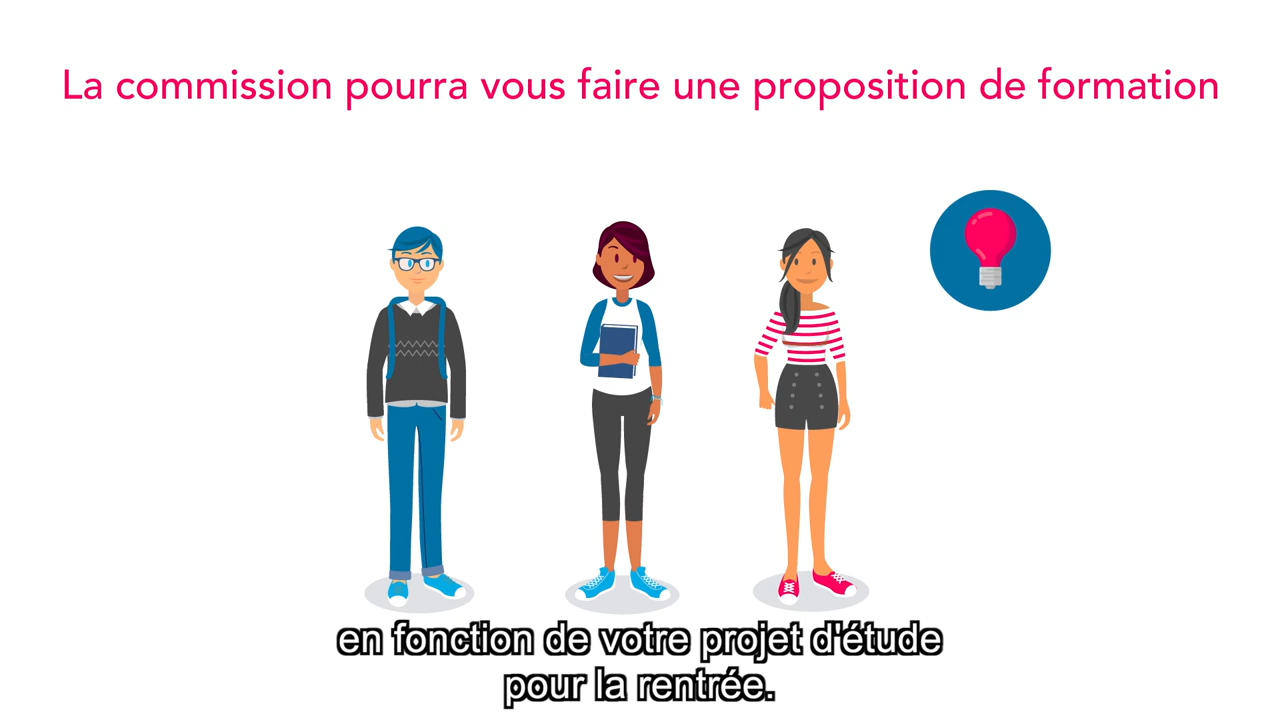 La commission pourra vous faire une proposition de formation
en fonction de votre projet d'étude
pour la rentrée.